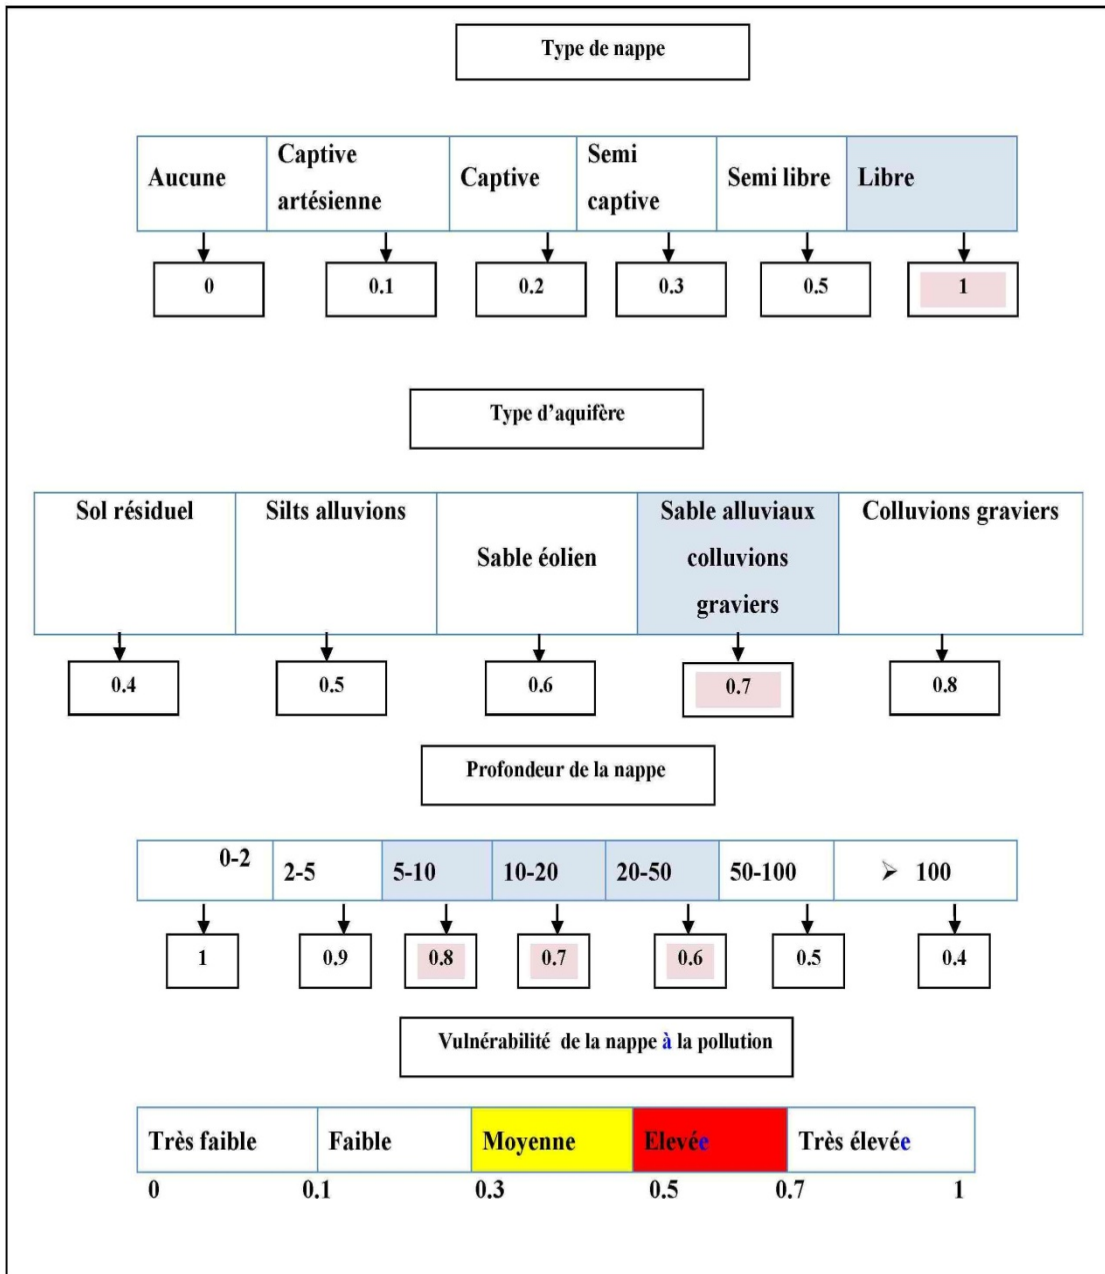 Type de nappe
Aucune
Captive
artésienne
Captive
Semi
captive
Semi libre
Libre
0
0.1
0.2
0.3
0.5
1
Type d’aquifère
Sol résiduel
Silts alluvions
Sable éolien
Sable alluviaux
colluvions
graviers
Colluvions graviers
0.4
0.5
0.6
0.7
0.8
Profondeur de la nappe
0-2
2-5
5-10
10-20
20-50
50-100
➢ 100
1
0.9
0.8
0.7
0.6
0.5
0.4
Vulnérabilité de la nappe à la pollution
Très faible
Faible
Moyenne
Elevée
Très élevée
0
0.1
0.3
0.5
0.7
1